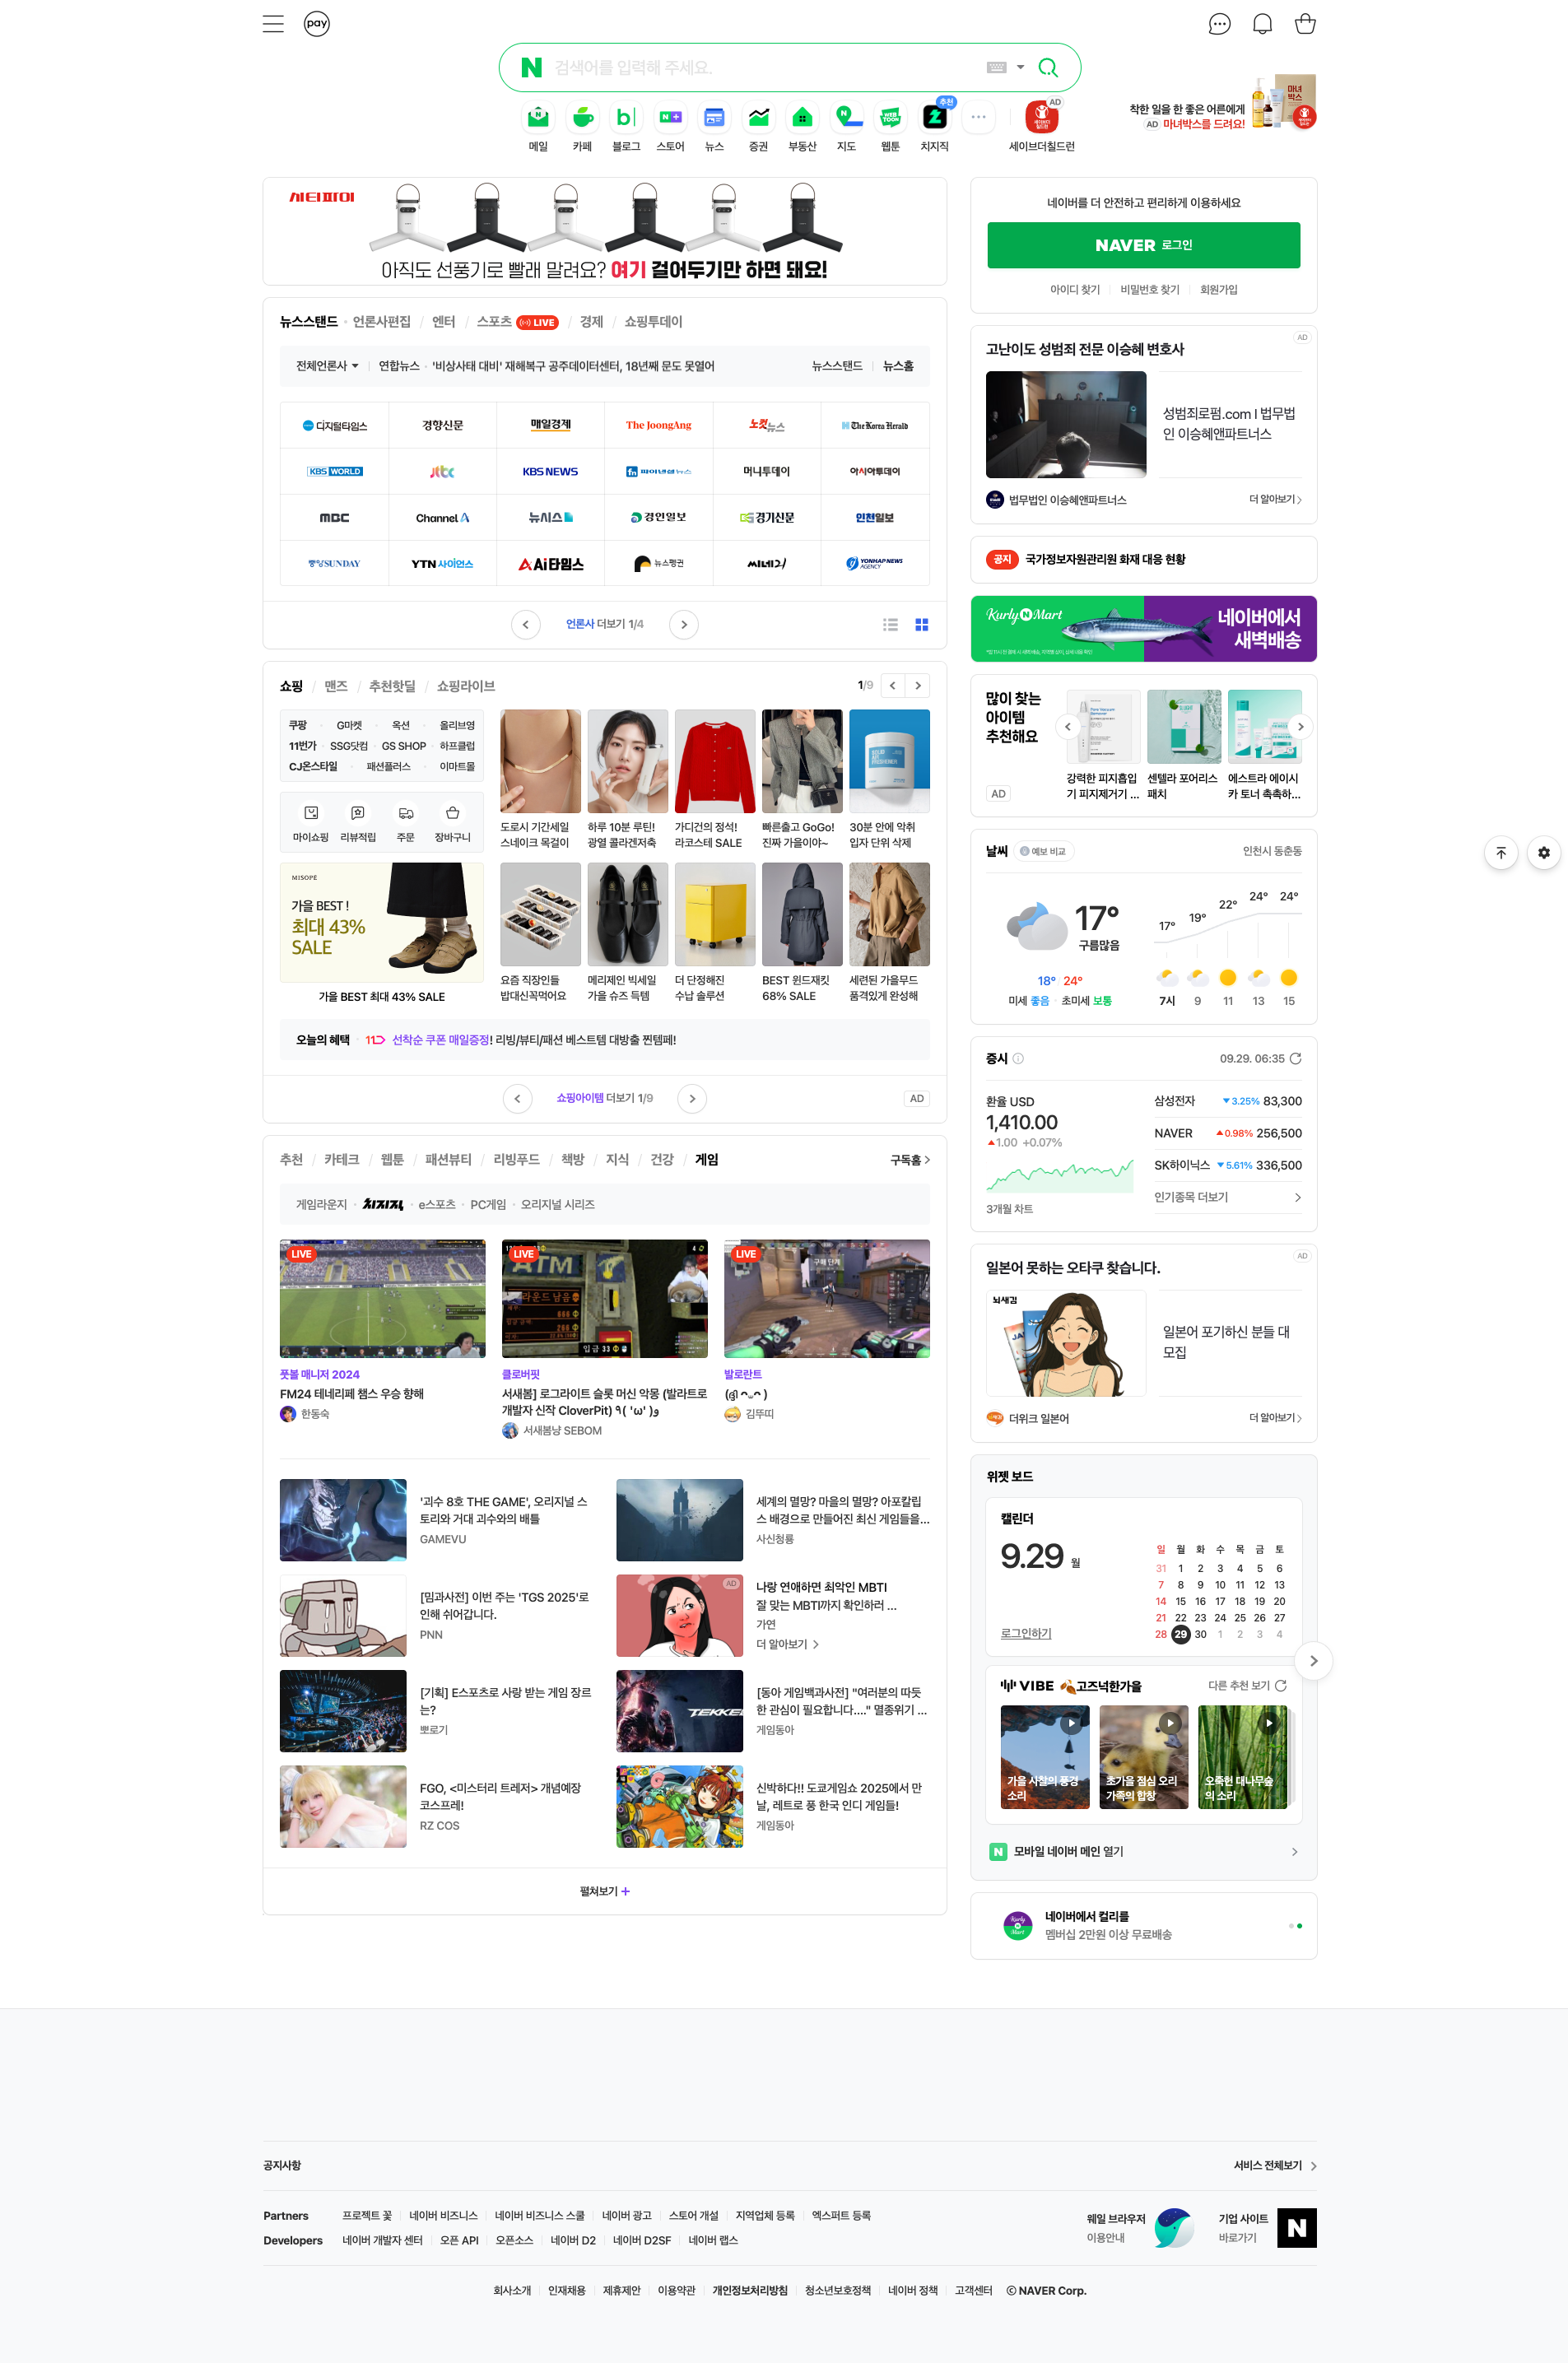 pay
N 검색어를 입력해 주세요.
메일 카페 블로그 스토어 뉴스 증권 부동산 지도 웹툰 치지직 세이브더칠드런
추천
AD
착한 일을 한 좋은 어른에게
AD 마녀박스를 드려요!
씨티파이
아직도 선풍기로 빨래 말려요? 여기 걸어두기만 하면 돼요!
네이버를 더 안전하고 편리하게 이용하세요
NAVER 로그인
아이디 찾기 비밀번호 찾기 회원가입
뉴스스탠드 · 언론사편집 / 엔터 / 스포츠 LIVE / 경제 / 쇼핑투데이
전체언론사 연합뉴스 · '비상사태 대비' 재해복구 공주데이터센터, 18년째 문도 못열어 뉴스스탠드 뉴스홈
디지털타임스 경향신문 매일경제 The JoongAng 노컷뉴스 The Korea Herald
KBS WORLD jtbc KBS NEWS fn 파이낸셜뉴스 머니투데이 아시아투데이
MBC Channel A 뉴시스 경인일보 경기신문 인천일보
중앙SUNDAY YTN 사이언스 Ai타임스 뉴스펭귄 씨네21 YONHAP NEWS AGENCY
언론사 더보기 1/4
AD
고난이도 성범죄 전문 이승혜 변호사
성범죄로펌.com l 법무법
인 이승혜앤파트너스
법무법인 이승혜앤파트너스 더 알아보기
공지 국가정보자원관리원 화재 대응 현황
Kurly N Mart
네이버에서
새벽배송
쇼핑 / 맨즈 / 추천핫딜 / 쇼핑라이브 1/9
쿠팡 · G마켓 · 옥션 · 올리브영
11번가 · SSG닷컴 · GS SHOP · 하프클럽
CJ온스타일 · 패션플러스 · 이마트몰
마이쇼핑 리뷰적립 주문 장바구니
MISOPÉ
가을 BEST !
최대 43%
SALE
가을 BEST 최대 43% SALE
도로시 기간세일
스네이크 목걸이
하루 10분 루틴!
광열 콜라겐저축
가디건의 정석!
라코스테 SALE
빠른출고 GoGo!
진짜 가을이야~
30분 안에 악취
입자 단위 삭제
요즘 직장인들
밥대신꼭먹어요
메리제인 빅세일
가을 슈즈 득템
더 단정해진
수납 솔루션
BEST 윈드재킷
68% SALE
세련된 가을무드
품격있게 완성해
오늘의 혜택 · 11 선착순 쿠폰 매일증정! 리빙/뷰티/패션 베스트템 대방출 찐템페!
쇼핑아이템 더보기 1/9
AD
많이 찾는
아이템
추천해요
AD
강력한 피지흡입
기 피지제거기 ...
센텔라 포어리스
패치
에스트라 에이시
카 토너 촉촉하...
날씨 예보 비교 인천시 동춘동
17°
구름많음
18° 24°
미세 좋음 · 초미세 보통
17° 19° 22° 24° 24°
7시 9 11 13 15
증시 09.29. 06:35
환율 USD
1,410.00
▲1.00 +0.07%
3개월 차트
삼성전자 ▼3.25% 83,300
NAVER ▲0.98% 256,500
SK하이닉스 ▼5.61% 336,500
인기종목 더보기
추천 / 카테크 / 웹툰 / 패션뷰티 / 리빙푸드 / 책방 / 지식 / 건강 / 게임 구독홈
게임라운지 · 치지직 · e스포츠 · PC게임 · 오리지널 시리즈
LIVE LIVE LIVE
ATM
라운드 남음
입금 33
구매 단계
풋볼 매니저 2024
FM24 테네리페 챔스 우승 향해
한동숙
클로버핏
서새봄] 로그라이트 슬롯 머신 악몽 (발라트로
개발자 신작 CloverPit) ٩( 'ω' )و
서새봄냥 SEBOM
발로란트
김뚜띠
AD
일본어 못하는 오타쿠 찾습니다.
뇌새김
일본어 포기하신 분들 대
모집
더위크 일본어 더 알아보기
'괴수 8호 THE GAME', 오리지널 스
토리와 거대 괴수와의 배틀
GAMEVU
세계의 멸망? 마을의 멸망? 아포칼립
스 배경으로 만들어진 최신 게임들을...
사신청룡
[밈과사전] 이번 주는 'TGS 2025'로
인해 쉬어갑니다.
PNN
AD
나랑 연애하면 최악인 MBTI
잘 맞는 MBTI까지 확인하러 ...
가연
더 알아보기
[기획] E스포츠로 사랑 받는 게임 장르
는?
뽀로기
TEKKEN
[동아 게임백과사전] "여러분의 따듯
한 관심이 필요합니다...." 멸종위기 ...
게임동아
FGO, <미스터리 트레저> 개념예장
코스프레!
RZ COS
신박하다!! 도쿄게임쇼 2025에서 만
날, 레트로 풍 한국 인디 게임들!
게임동아
펼쳐보기 +
위젯 보드
캘린더
9.29 월
로그인하기
일 월 화 수 목 금 토
31 1 2 3 4 5 6
7 8 9 10 11 12 13
14 15 16 17 18 19 20
21 22 23 24 25 26 27
28 29 30 1 2 3 4
VIBE 고즈넉한가을 다른 추천 보기
가을 사찰의 풍경
소리
초가을 점심 오리
가족의 합창
오죽헌 대나무숲
의 소리
N 모바일 네이버 메인 열기
Kurly N Mart
네이버에서 컬리를
멤버십 2만원 이상 무료배송
공지사항 서비스 전체보기
Partners 프로젝트 꽃 네이버 비즈니스 네이버 비즈니스 스쿨 네이버 광고 스토어 개설 지역업체 등록 엑스퍼트 등록
Developers 네이버 개발자 센터 오픈 API 오픈소스 네이버 D2 네이버 D2SF 네이버 랩스
웨일 브라우저
이용안내
기업 사이트
바로가기
N
회사소개 인재채용 제휴제안 이용약관 개인정보처리방침 청소년보호정책 네이버 정책 고객센터 ⓒ NAVER Corp.